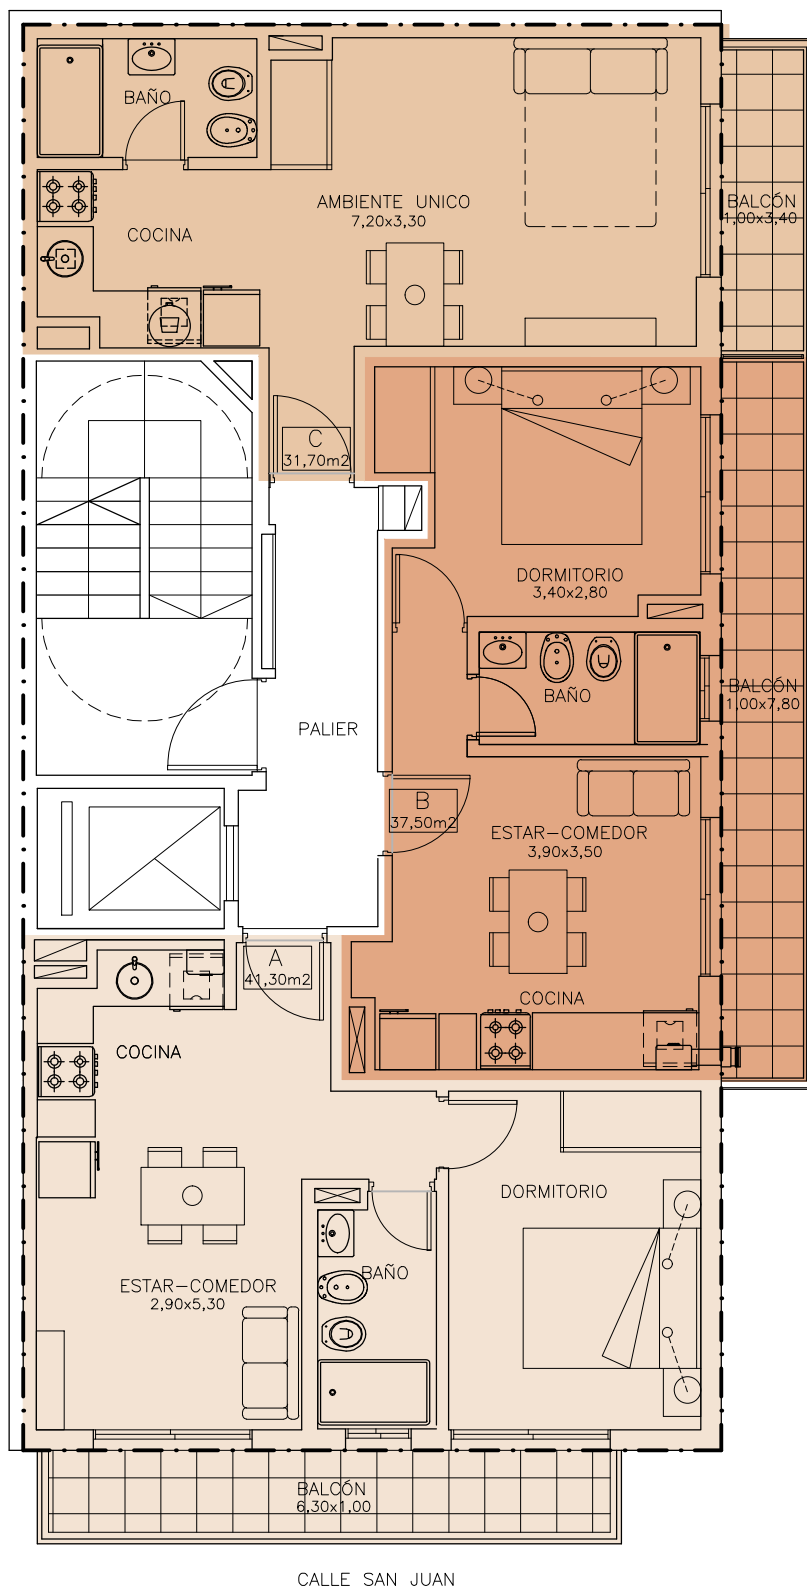 BAÑO
AMBIENTE UNICO
7,20x3,30
BALCÓN
1,00x3,40
COCINA
C
31,70m2
DORMITORIO
3,40x2,80
BAÑO
BALCÓN
1,00x7,80
PALIER
B
37,50m2
ESTAR-COMEDOR
3,90x3,50
COCINA
A
41,30m2
COCINA
DORMITORIO
BAÑO
ESTAR-COMEDOR
2,90x5,30
BALCÓN
6,30x1,00
CALLE SAN JUAN